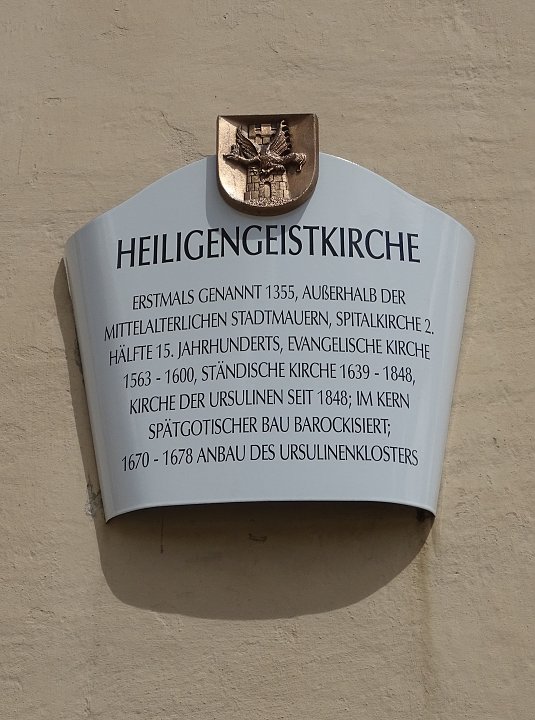 HEILIGENGEISTKIRCHE
ERSTMALS GENANNT 1355, AUßERHALB DER
MITTELALTERLICHEN STADTMAUERN, SPITALKIRCHE 2.
HÄLFTE 15. JAHRHUNDERTS, EVANGELISCHE KIRCHE
1563 - 1600, STÄNDISCHE KIRCHE 1639 - 1848,
KIRCHE DER URSULINEN SEIT 1848; IM KERN
SPÄTGOTISCHER BAU BAROCKISIERT;
1670 - 1678 ANBAU DES URSULINENKLOSTERS